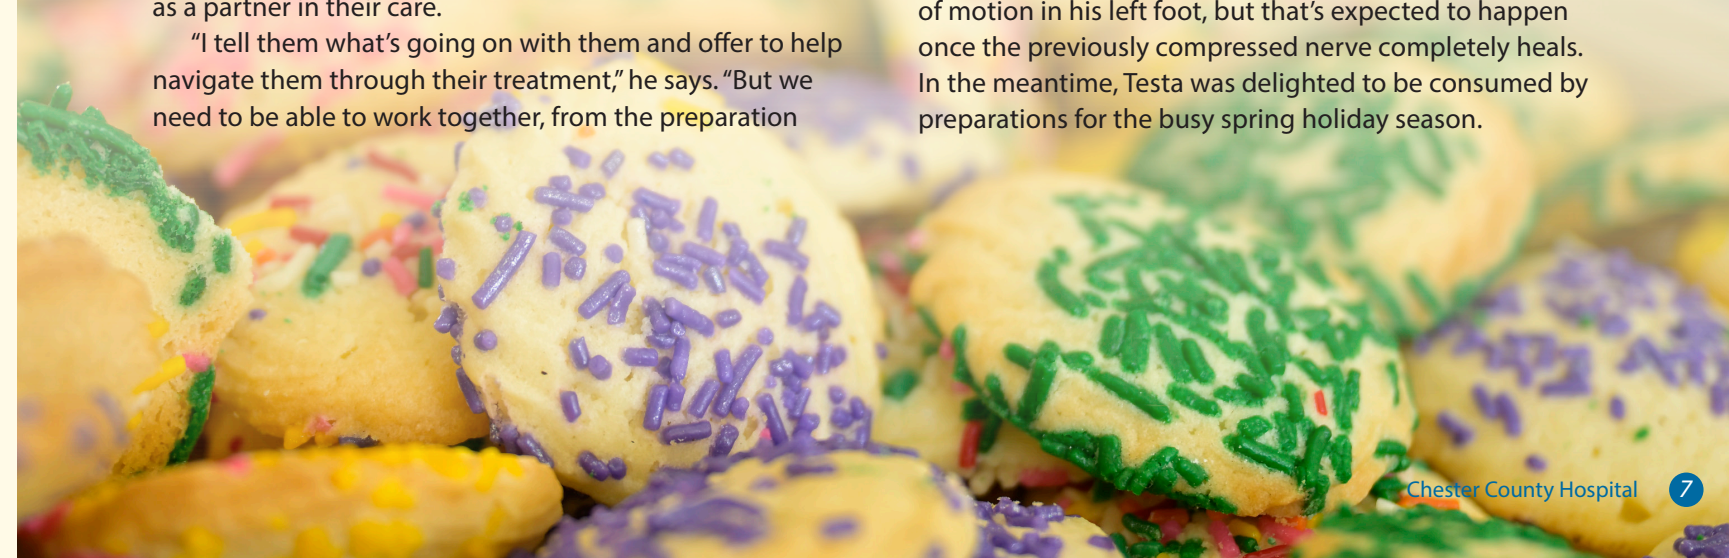 as a partner in their care.
“I tell them what’s going on with them and offer to help
navigate them through their treatment,” he says. “But we
need to be able to work together, from the preparation
of motion in his left foot, but that’s expected to happen
once the previously compressed nerve completely heals.
In the meantime, Testa was delighted to be consumed by
preparations for the busy spring holiday season.
Chester County Hospital 7